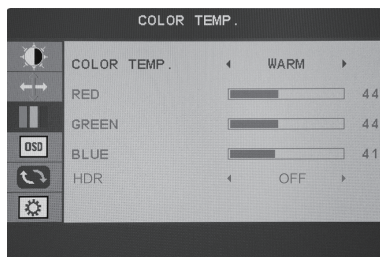 COLOR TEMP.
COLOR TEMP. WARM
RED 44
GREEN 44
OSD
BLUE 41
HDR OFF